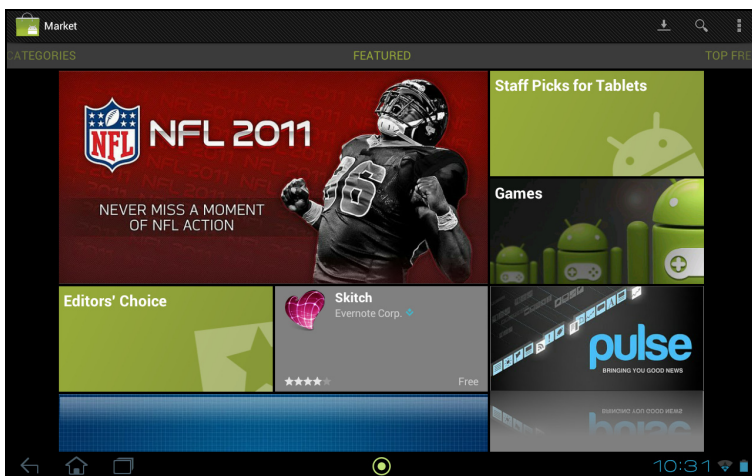 Market
CATEGORIES
FEATURED
TOP FRE
NFL
NFL 2011
NEVER MISS A MOMENT
OF NFL ACTION
Staff Picks for Tablets
Games
Editors' Choice
Skitch
Evernote Corp.
Free
pulse
BRINGING YOU GOOD NEWS
10:31